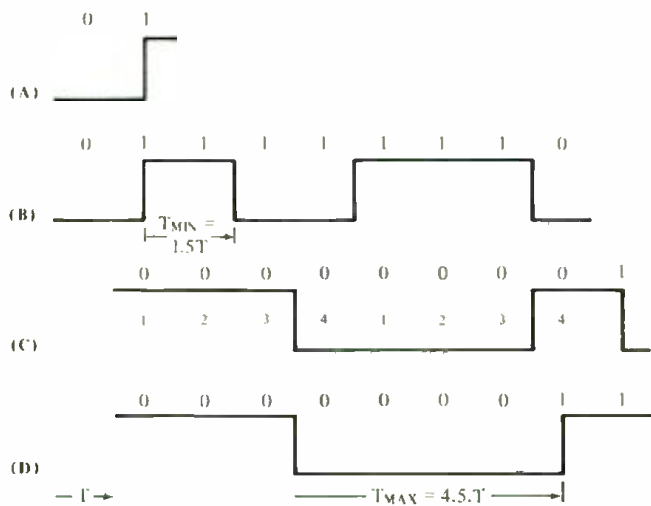 0 1
(A)
0 1 1 1 1 1 1 0
(B)
TMIN =
1.5T
0 0 0 0 0 0 0 0 1
1 2 3 4 1 2 3 4
(C)
0 0 0 0 0 0 0 1 1
(D)
T
TMAX = 4.5.T